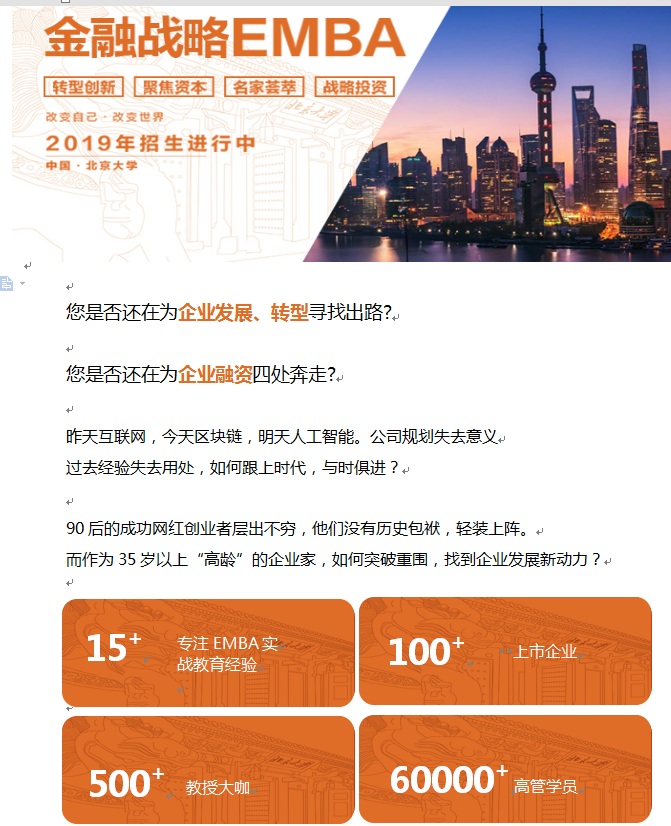 金融战略EMBA
转型创新 聚焦资本 名家荟萃 战略投资
改变自己·改变世界
2019年招生进行中
中国·北京大学
您是否还在为企业发展、转型寻找出路?
您是否还在为企业融资四处奔走?
昨天互联网，今天区块链，明天人工智能。公司规划失去意义
过去经验失去用处，如何跟上时代，与时俱进？
90后的成功网红创业者层出不穷，他们没有历史包袱，轻装上阵。
而作为35岁以上“高龄”的企业家，如何突破重围，找到企业发展新动力？
15+ 专注EMBA实
战教育经验
100+ 上市企业
500+ 教授大咖
60000+ 高管学员